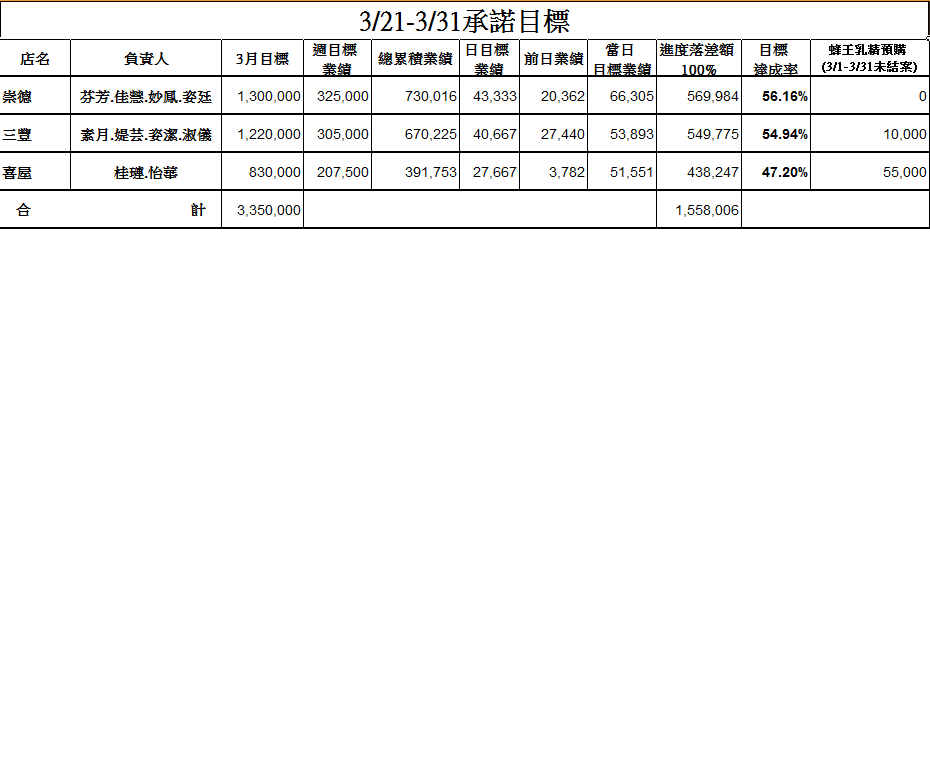 3/21-3/31承諾目標
店名 負資人 3月目標 週目標業績 總累積業績 日目標業績 前日業績 當日目標業績 進度落差額100% 目標達成率 蜂王乳精預購(3/1-3/31未結案)
崇德 芬芳.佳慧.妙鳳.姿廷 1,300,000 325,000 730,016 43,333 20,362 66,305 569,984 56.16% 0
三豐 素月.媞芸.姿潔.淑儀 1,220,000 305,000 670,225 40,667 27,440 53,893 549,775 54.94% 10,000
喜屋 桂璉.怡華 830,000 207,500 391,753 27,667 3,782 51,551 438,247 47.20% 55,000
合 計 3,350,000 1,558,006